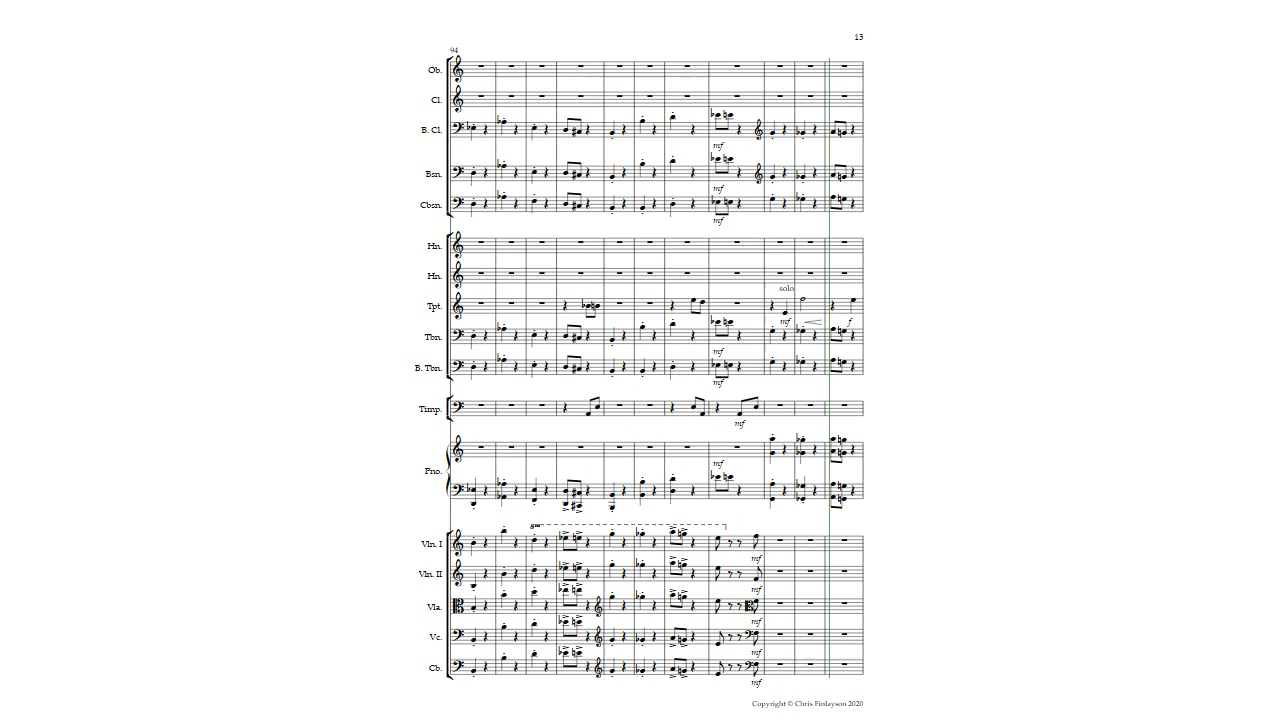 13
94
Ob.
Cl.
B. Cl.
mf
Bsn.
mf
Cbsn.
mf
Hn.
Hn.
solo
Tpt.
mf
f
Tbn.
mf
B. Tbn.
mf
Timp.
mf
Pno.
mf
8va
Vln. I
mf
Vln. II
mf
Vla.
mf
Vc.
mf
Cb.
mf
Copyright © Chris Finlayson 2020